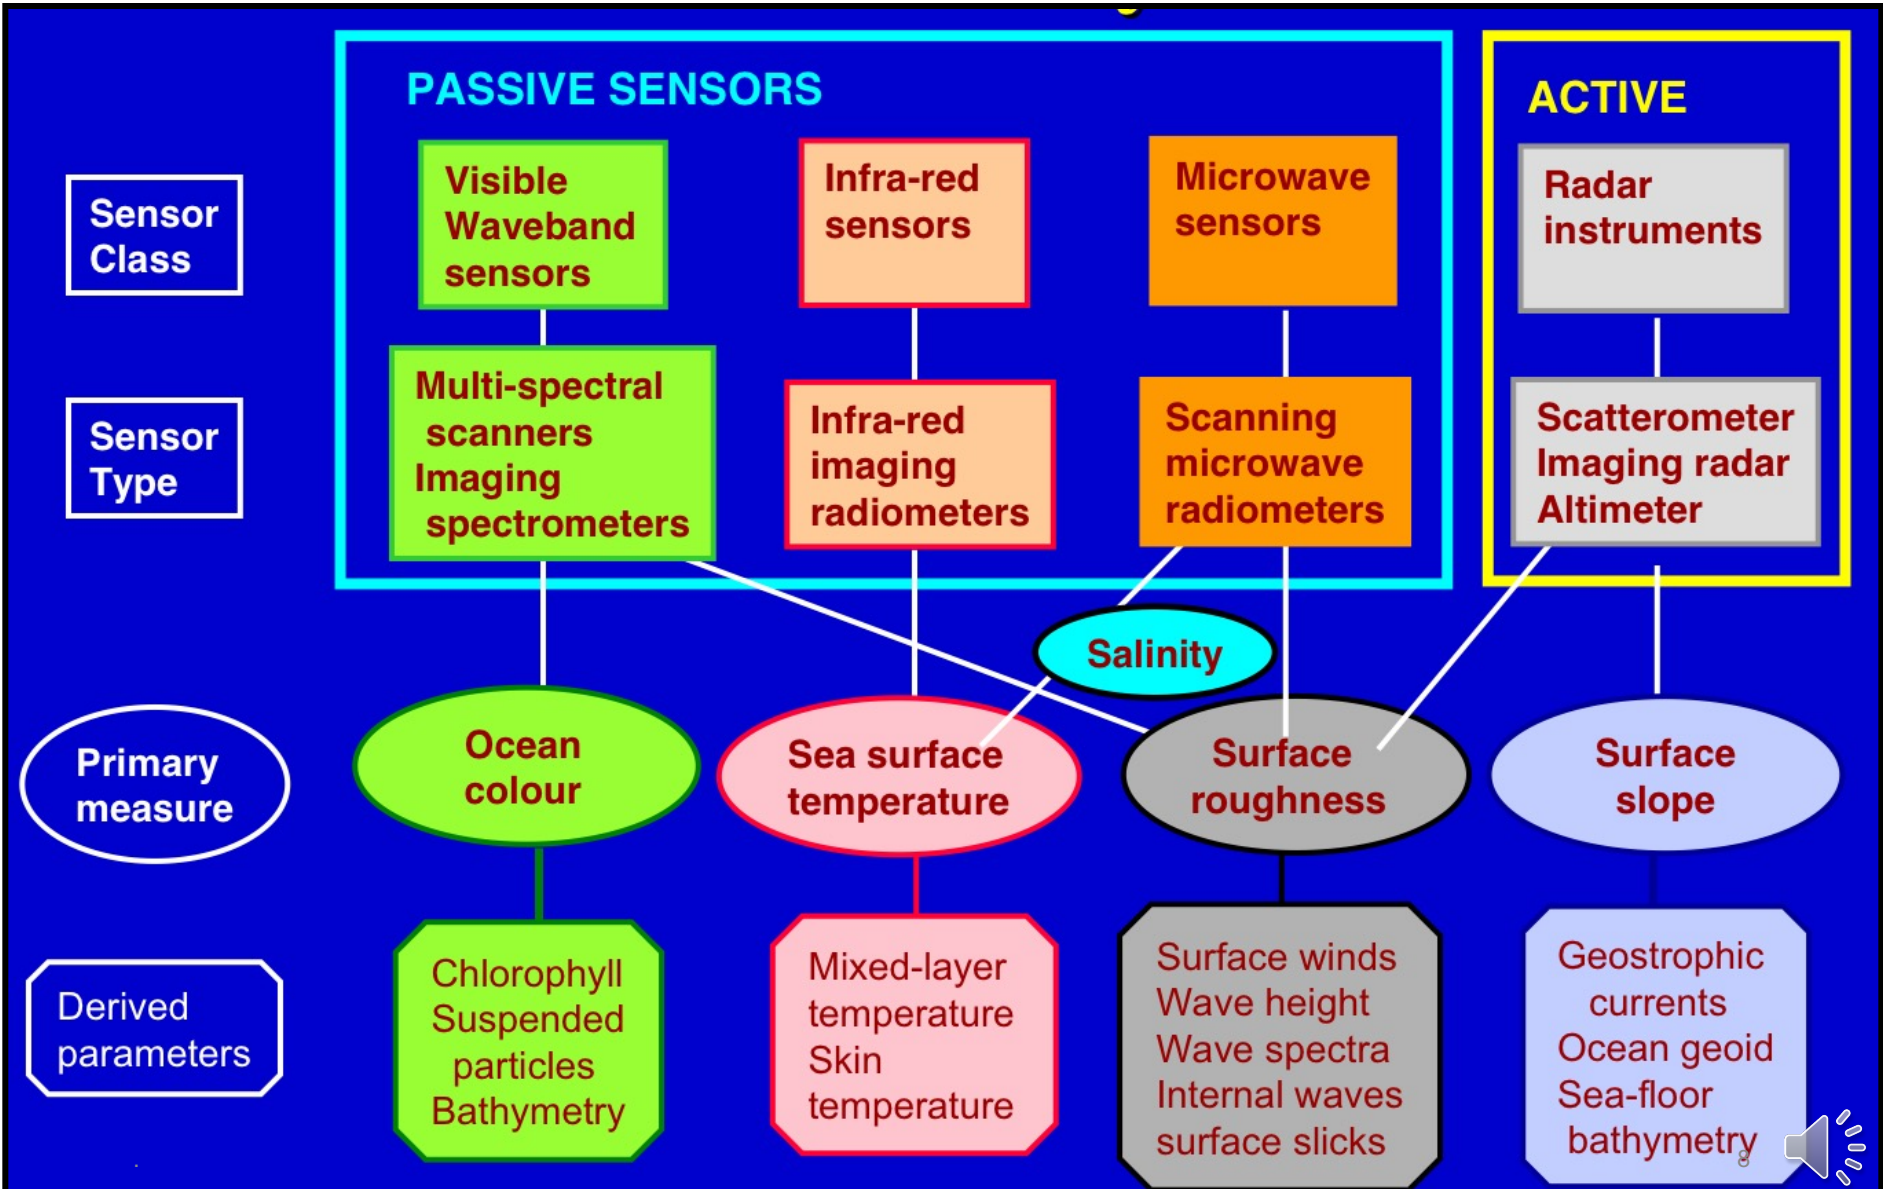 PASSIVE SENSORS
ACTIVE
Sensor
Class
Visible
Waveband
sensors
Infra-red
sensors
Microwave
sensors
Radar
instruments
Sensor
Type
Multi-spectral
scanners
Imaging
spectrometers
Infra-red
imaging
radiometers
Scanning
microwave
radiometers
Scatterometer
Imaging radar
Altimeter
Salinity
Primary
measure
Ocean
colour
Sea surface
temperature
Surface
roughness
Surface
slope
Derived
parameters
Chlorophyll
Suspended
particles
Bathymetry
Mixed-layer
temperature
Skin
temperature
Surface winds
Wave height
Wave spectra
Internal waves
surface slicks
Geostrophic
currents
Ocean geoid
Sea-floor
bathymetry
8